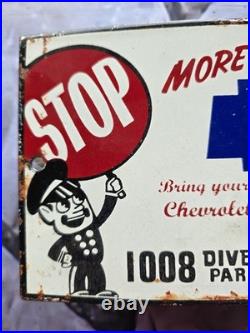 STOP
MORE
Bring your
Chevrolet
1008 DIVE
PAR